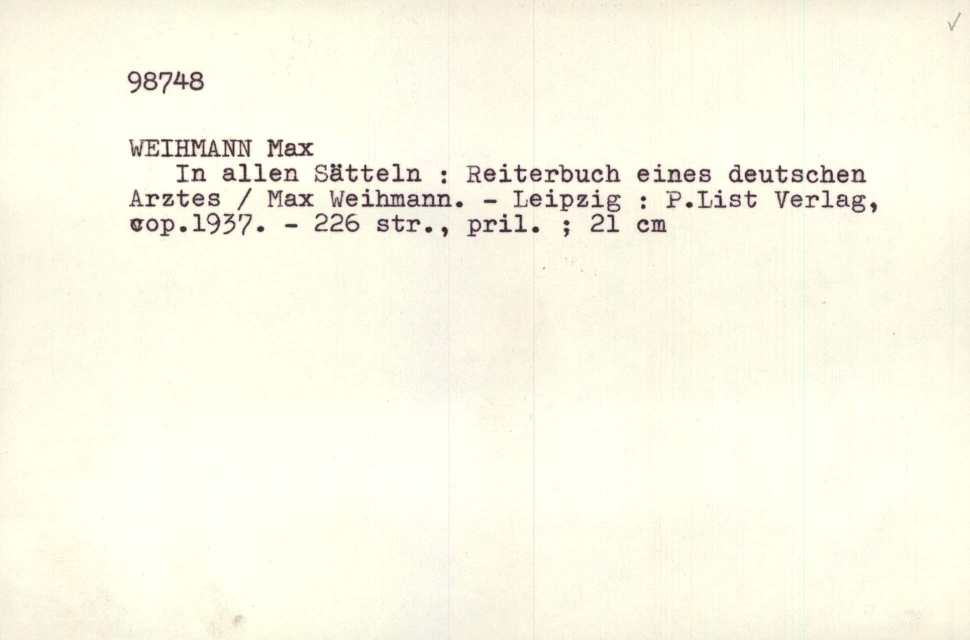 98748
WEIHMANN Max
In allen Sätteln : Reiterbuch eines deutschen
Arztes / Max Weihmann. - Leipzig : P.List Verlag,
cop.1937. - 226 str., pril. ; 21 cm